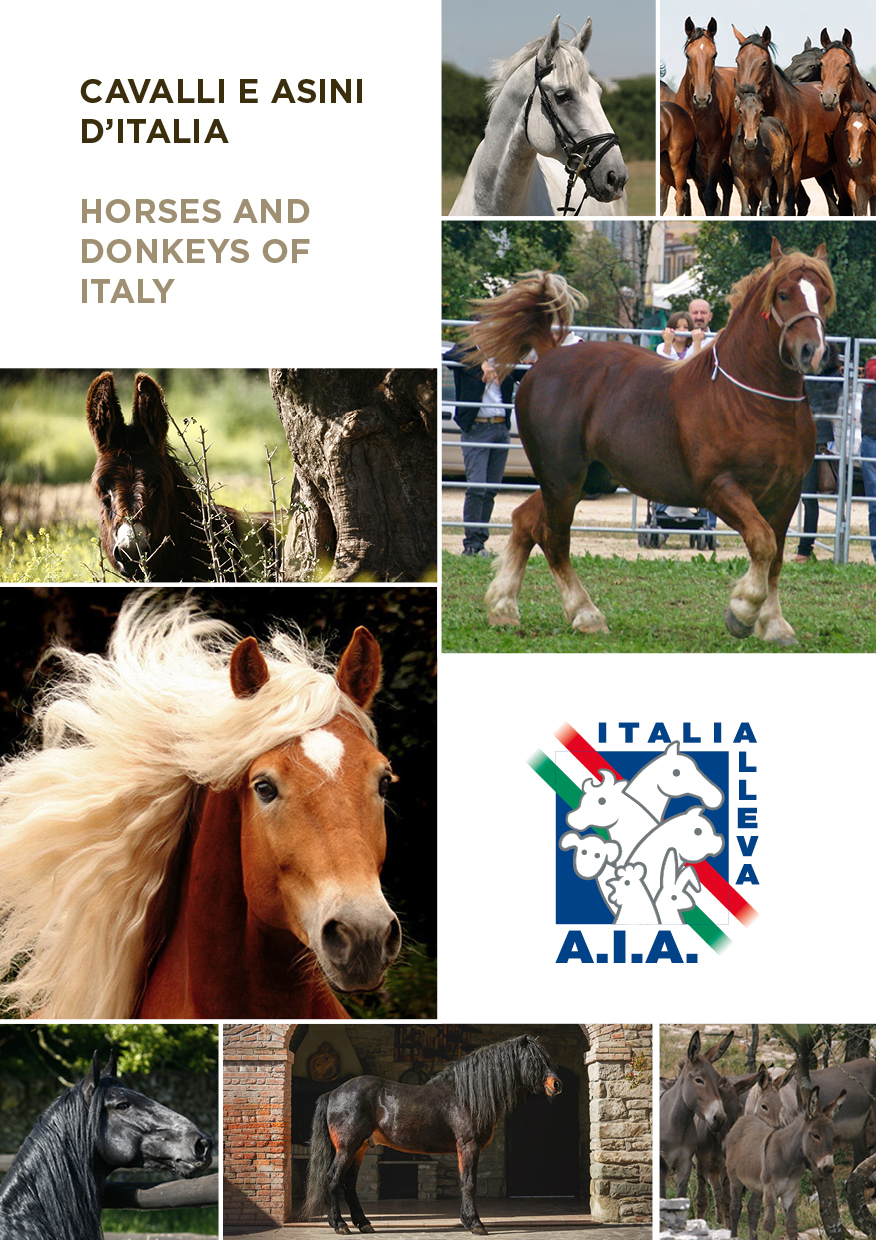 CAVALLI E ASINI
D’ITALIA
HORSES AND
DONKEYS OF
ITALY
ITALIA
ALLEVA
A.I.A.